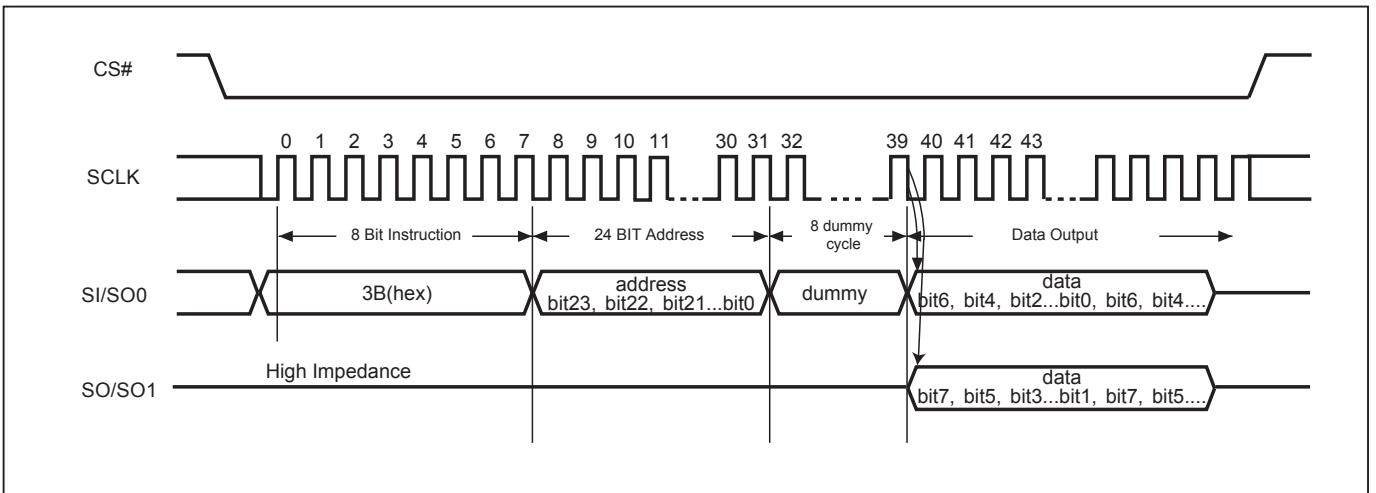 CS#
0 1 2 3 4 5 6 7 8 9 10 11 30 31 32 39 40 41 42 43
SCLK
8 Bit Instruction 24 BIT Address 8 dummy cycle Data Output
SI/SO0 3B(hex) address dummy data
bit23, bit22, bit21...bit0 bit6, bit4, bit2...bit0, bit6, bit4....
High Impedance
SO/SO1 data
bit7, bit5, bit3...bit1, bit7, bit5....